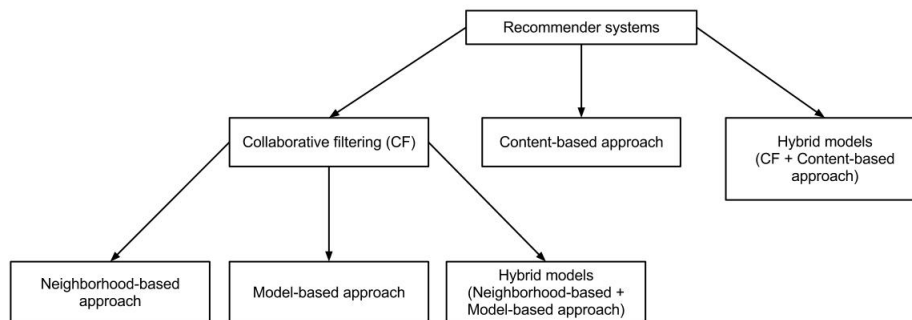 Recommender systems
Collaborative filtering (CF)
Content-based approach
Hybrid models
(CF + Content-based
approach)
Neighborhood-based
approach
Model-based approach
Hybrid models
(Neighborhood-based +
Model-based approach)